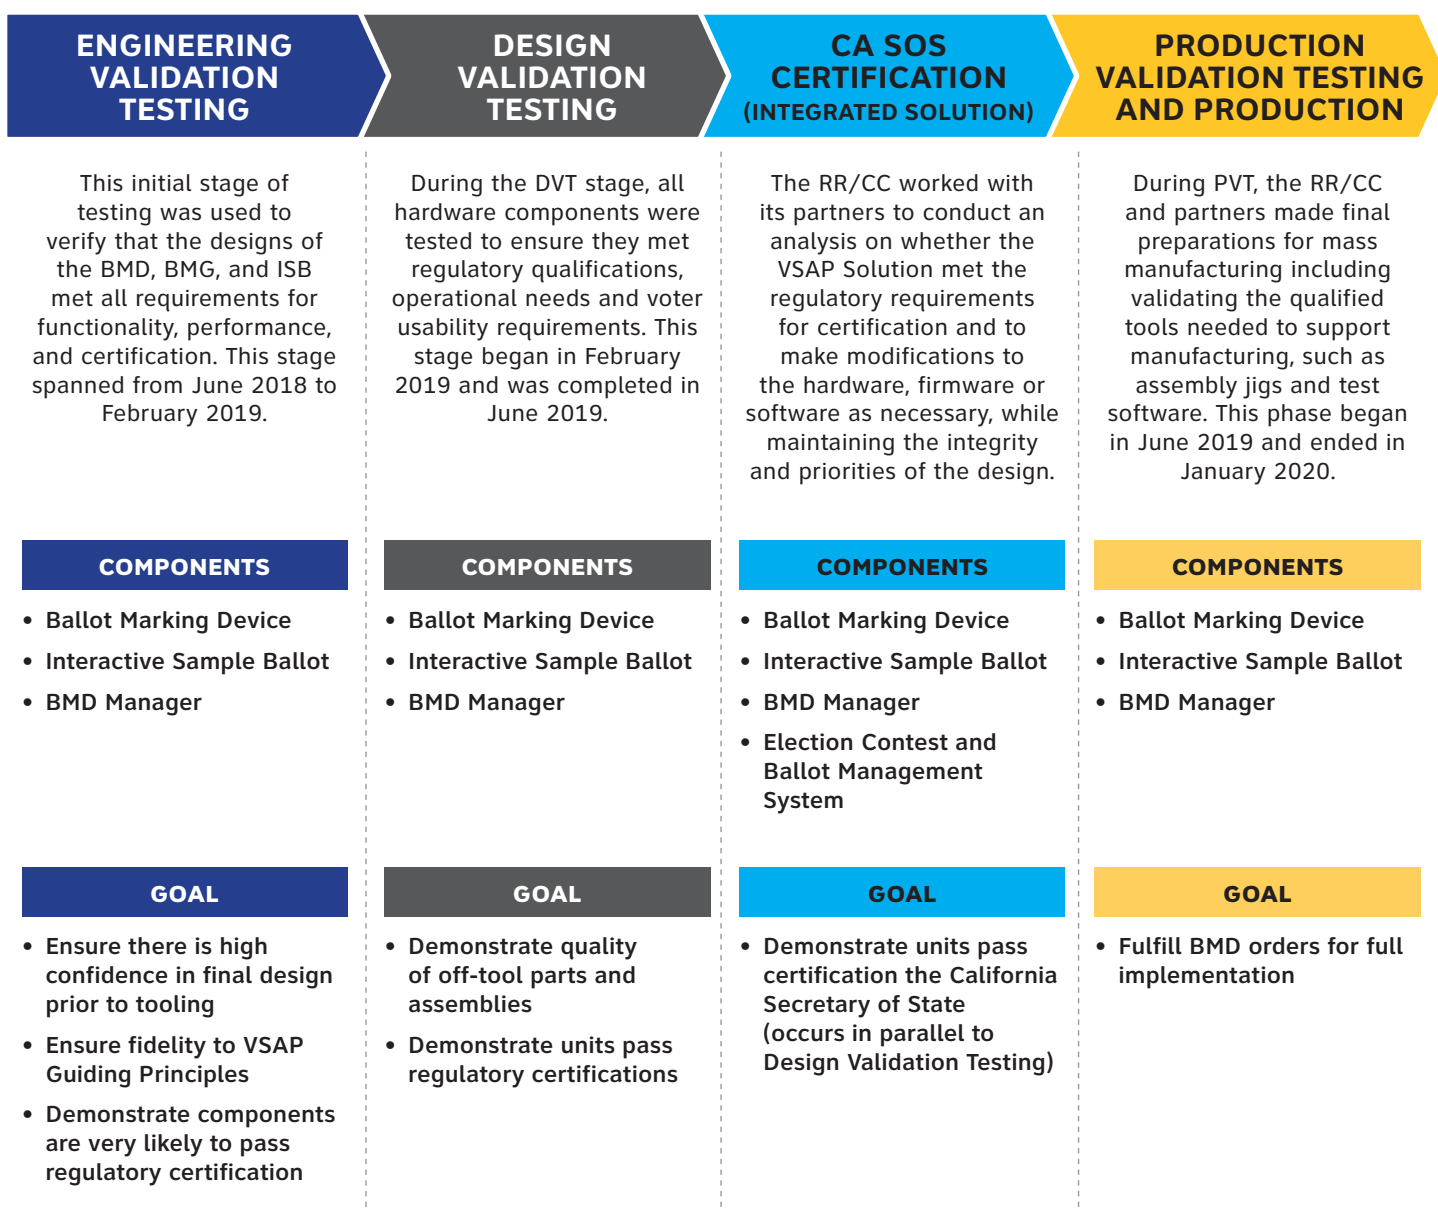 ENGINEERING
VALIDATION
TESTING
This initial stage of
testing was used to
verify that the designs of
the BMD, BMG, and ISB
met all requirements for
functionality, performance,
and certification. This stage
spanned from June 2018 to
February 2019.
COMPONENTS
• Ballot Marking Device
• Interactive Sample Ballot
• BMD Manager
GOAL
• Ensure there is high
confidence in final design
prior to tooling
• Ensure fidelity to VSAP
Guiding Principles
• Demonstrate components
are very likely to pass
regulatory certification
DESIGN
VALIDATION
TESTING
During the DVT stage, all
hardware components were
tested to ensure they met
regulatory qualifications,
operational needs and voter
usability requirements. This
stage began in February
2019 and was completed in
June 2019.
COMPONENTS
• Ballot Marking Device
• Interactive Sample Ballot
• BMD Manager
GOAL
• Demonstrate quality
of off-tool parts and
assemblies
• Demonstrate units pass
regulatory certifications
CA SOS
CERTIFICATION
(INTEGRATED SOLUTION)
The RR/CC worked with
its partners to conduct an
analysis on whether the
VSAP Solution met the
regulatory requirements
for certification and to
make modifications to
the hardware, firmware or
software as necessary, while
maintaining the integrity
and priorities of the design.
COMPONENTS
• Ballot Marking Device
• Interactive Sample Ballot
• BMD Manager
• Election Contest and
Ballot Management
System
GOAL
• Demonstrate units pass
certification the California
Secretary of State
(occurs in parallel to
Design Validation Testing)
PRODUCTION
VALIDATION TESTING
AND PRODUCTION
During PVT, the RR/CC
and partners made final
preparations for mass
manufacturing including
validating the qualified
tools needed to support
manufacturing, such as
assembly jigs and test
software. This phase began
in June 2019 and ended in
January 2020.
COMPONENTS
• Ballot Marking Device
• Interactive Sample Ballot
• BMD Manager
GOAL
• Fulfill BMD orders for full
implementation